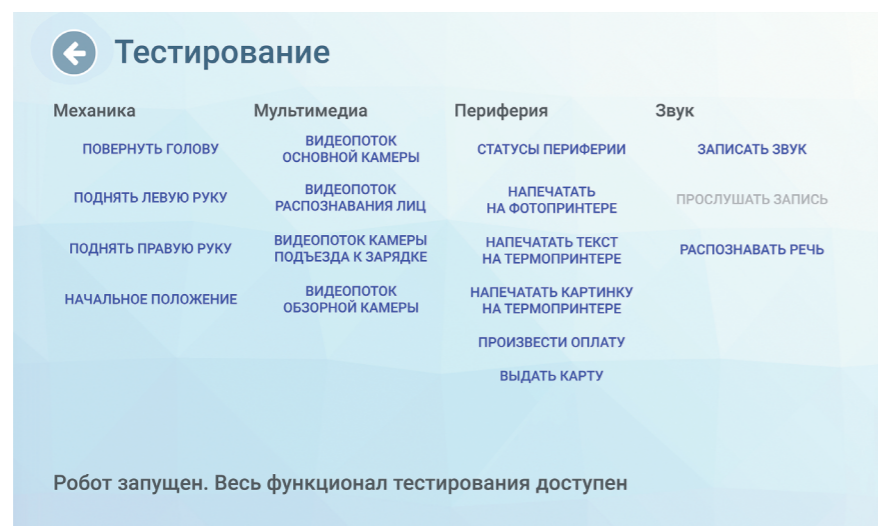 Тестирование
Механика
ПОВЕРНУТЬ ГОЛОВУ
ПОДНЯТЬ ЛЕВУЮ РУКУ
ПОДНЯТЬ ПРАВУЮ РУКУ
НАЧАЛЬНОЕ ПОЛОЖЕНИЕ
Мультимедиа
ВИДЕОПОТОК
ОСНОВНОЙ КАМЕРЫ
ВИДЕОПОТОК
РАСПОЗНАВАНИЯ ЛИЦ
ВИДЕОПОТОК КАМЕРЫ
ПОДЪЕЗДА К ЗАРЯДКЕ
ВИДЕОПОТОК
ОБЗОРНОЙ КАМЕРЫ
Периферия
СТАТУСЫ ПЕРИФЕРИИ
НАПЕЧАТАТЬ
НА ФОТОПРИНТЕРЕ
НАПЕЧАТАТЬ ТЕКСТ
НА ТЕРМОПРИНТЕРЕ
НАПЕЧАТАТЬ КАРТИНКУ
НА ТЕРМОПРИНТЕРЕ
ПРОИЗВЕСТИ ОПЛАТУ
ВЫДАТЬ КАРТУ
Звук
ЗАПИСАТЬ ЗВУК
ПРОСЛУШАТЬ ЗАПИСЬ
РАСПОЗНАВАТЬ РЕЧЬ
Робот запущен. Весь функционал тестирования доступен